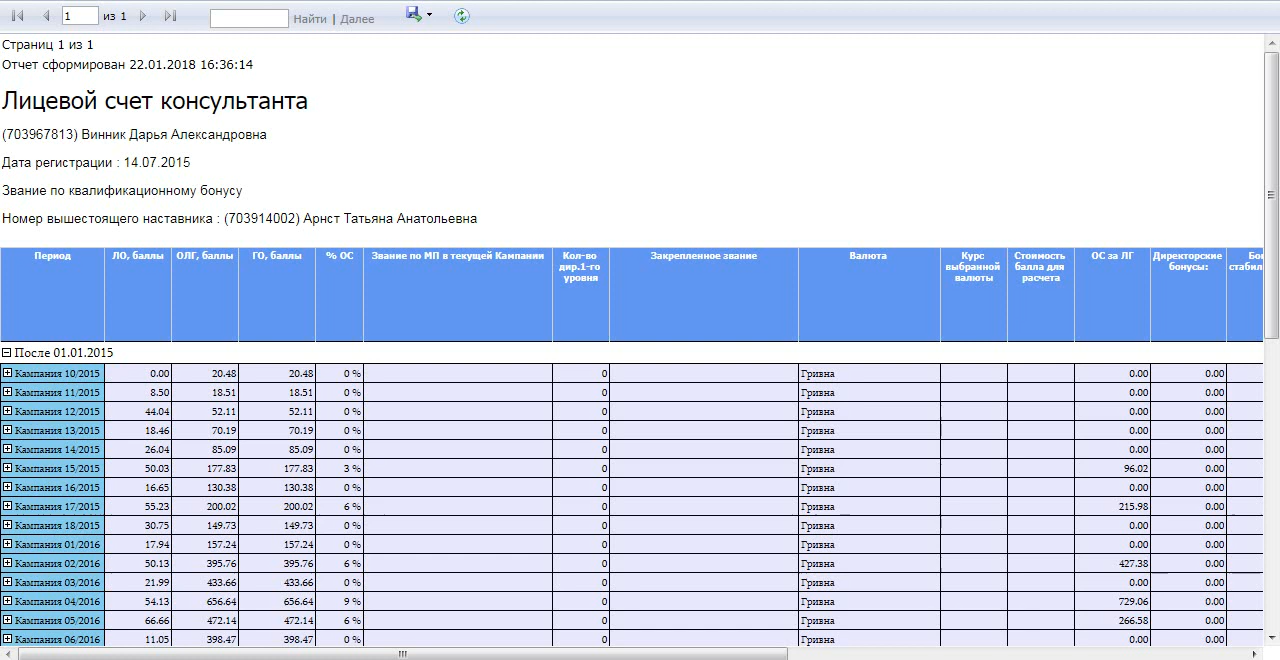 1 из 1 Найти | Далее
Страниц 1 из 1
Отчет сформирован 22.01.2018 16:36:14
Лицевой счет консультанта
(703967813) Винник Дарья Александровна
Дата регистрации : 14.07.2015
Звание по квалификационному бонусу
Номер вышестоящего наставника : (703914002) Арнст Татьяна Анатольевна
Период ЛО, баллы ОЛГ, баллы ГО, баллы % ОС Звание по МП в текущей Кампании Кол-во дир.1-го уровня Закрепленное звание Валюта Курс выбранной валюты Стоимость балла для расчета ОС за ЛГ Директорские бонусы: Бон стабил
После 01.01.2015
Кампания 10/2015 0.00 20.48 20.48 0 % 0 Гривна 0.00 0.00
Кампания 11/2015 8.50 18.51 18.51 0 % 0 Гривна 0.00 0.00
Кампания 12/2015 44.04 52.11 52.11 0 % 0 Гривна 0.00 0.00
Кампания 13/2015 18.46 70.19 70.19 0 % 0 Гривна 0.00 0.00
Кампания 14/2015 26.04 85.09 85.09 0 % 0 Гривна 0.00 0.00
Кампания 15/2015 50.03 177.83 177.83 3 % 0 Гривна 96.02 0.00
Кампания 16/2015 16.65 130.38 130.38 0 % 0 Гривна 0.00 0.00
Кампания 17/2015 55.23 200.02 200.02 6 % 0 Гривна 215.98 0.00
Кампания 18/2015 30.75 149.73 149.73 0 % 0 Гривна 0.00 0.00
Кампания 01/2016 17.94 157.24 157.24 0 % 0 Гривна 0.00 0.00
Кампания 02/2016 50.13 395.76 395.76 6 % 0 Гривна 427.38 0.00
Кампания 03/2016 21.99 433.66 433.66 0 % 0 Гривна 0.00 0.00
Кампания 04/2016 54.13 656.64 656.64 9 % 0 Гривна 729.06 0.00
Кампания 05/2016 66.66 472.14 472.14 6 % 0 Гривна 266.58 0.00
Кампания 06/2016 11.05 398.47 398.47 0 % 0 Гривна 0.00 0.00